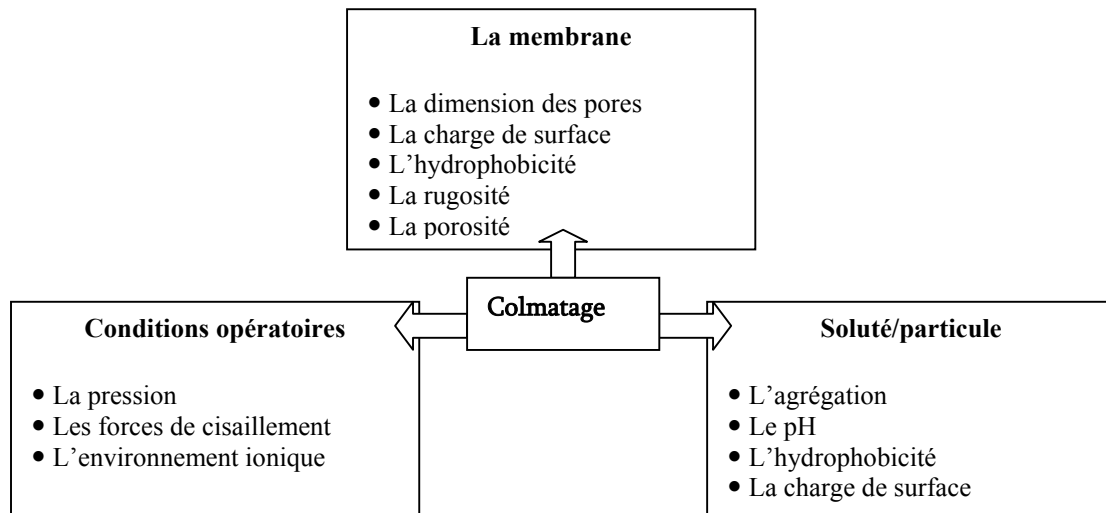 La membrane
• La dimension des pores
• La charge de surface
• L’hydrophobicité
• La rugosité
• La porosité
Colmatage
Conditions opératoires
• La pression
• Les forces de cisaillement
• L’environnement ionique
Soluté/particule
• L’agrégation
• Le pH
• L’hydrophobicité
• La charge de surface